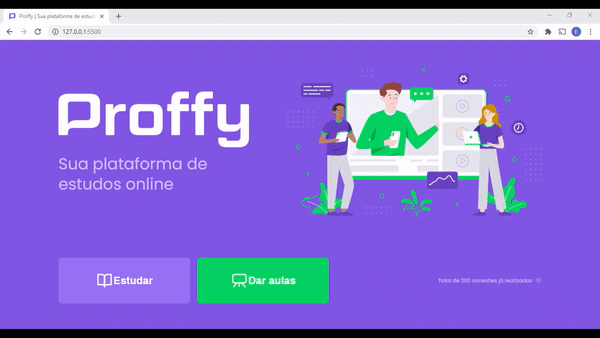 Proffy | Sua plataforma de estud
127.0.0.1:5500
E
Proffy
Sua plataforma de
estudos online
Estudar
Dar aulas
Total de 200 conexões já realizadas